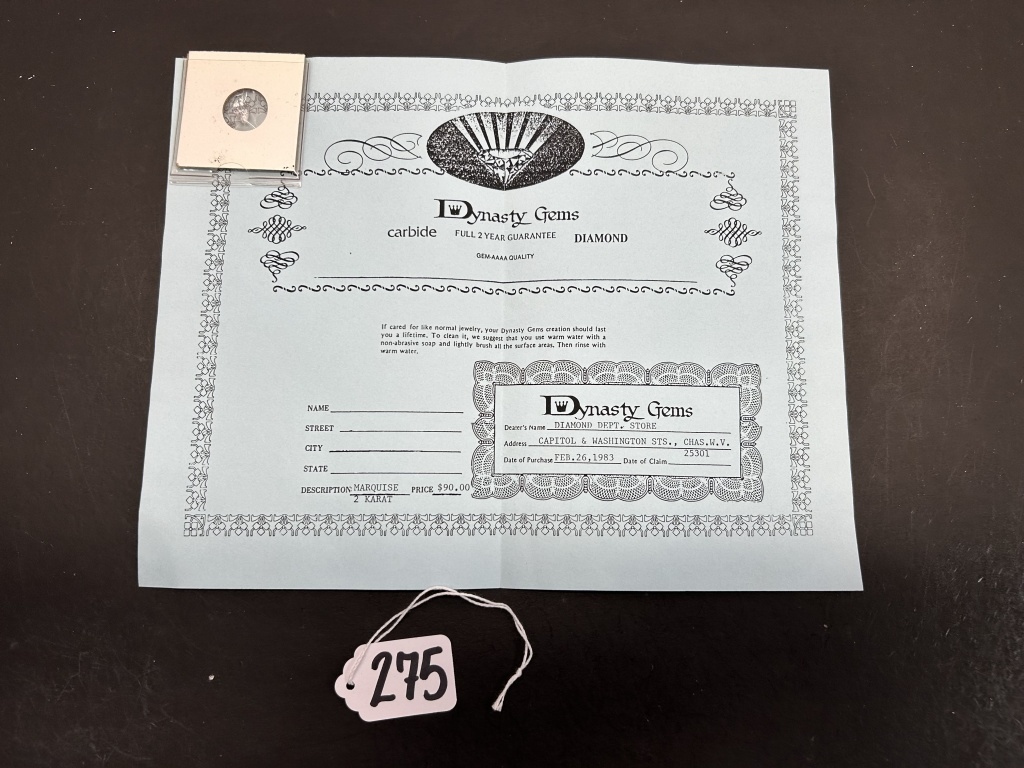 Dynasty Gems
carbide FULL 2 YEAR GUARANTEE DIAMOND
GEM-AAAA QUALITY
If cared for like normal jewelry, your Dynasty Gems creation should last
you a lifetime. To clean it, we suggest that you use warm water with a
non-abrasive soap and lightly brush all the surface areas. Then rinse with
warm water.
NAME
STREET
CITY
STATE
DESCRIPTION: MARQUISE PRICE $90.00
2 KARAT
Dynasty Gems
Dearer's Name DIAMOND DEPT. STORE
Address CAPITOL & WASHINGTON STS., CHAS.W.V.
25301
Date of Purchase FEB.26,1983 Date of Claim
275